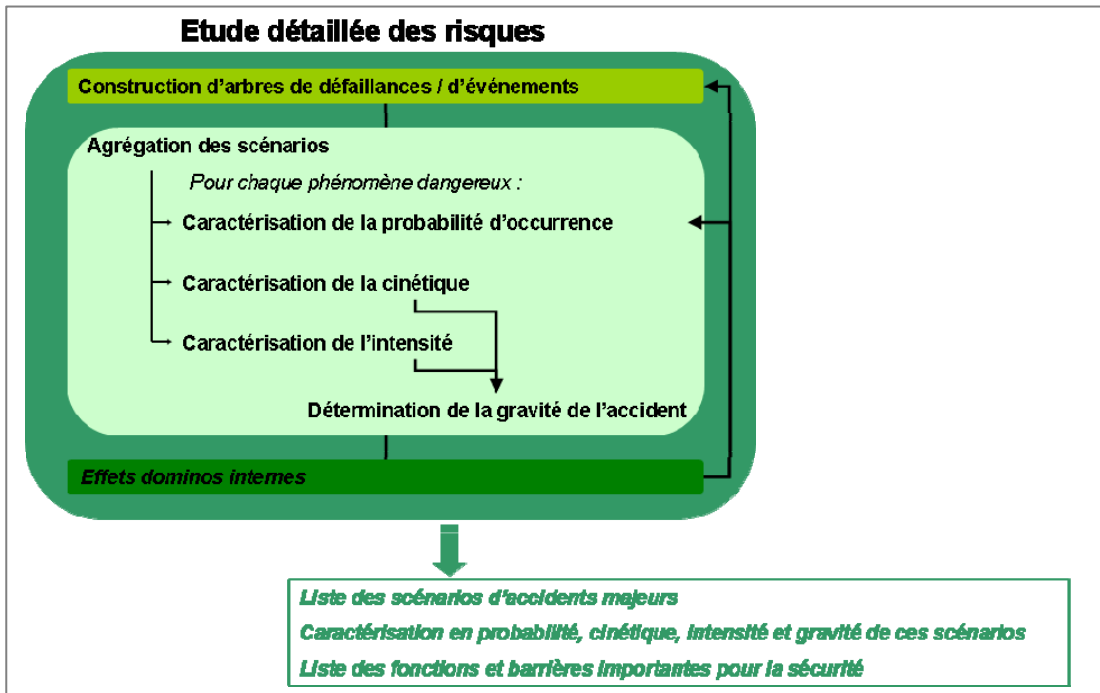 Etude détaillée des risques
Construction d'arbres de défaillances / d'événements
Agrégation des scénarios
Pour chaque phénomène dangereux :
Caractérisation de la probabilité d'occurrence
Caractérisation de la cinétique
Caractérisation de l'intensité
Détermination de la gravité de l'accident
Effets dominos internes
Liste des scénarios d'accidents majeurs
Caractérisation en probabilité, cinétique, intensité et gravité de ces scénarios
Liste des fonctions et barrières importantes pour la sécurité